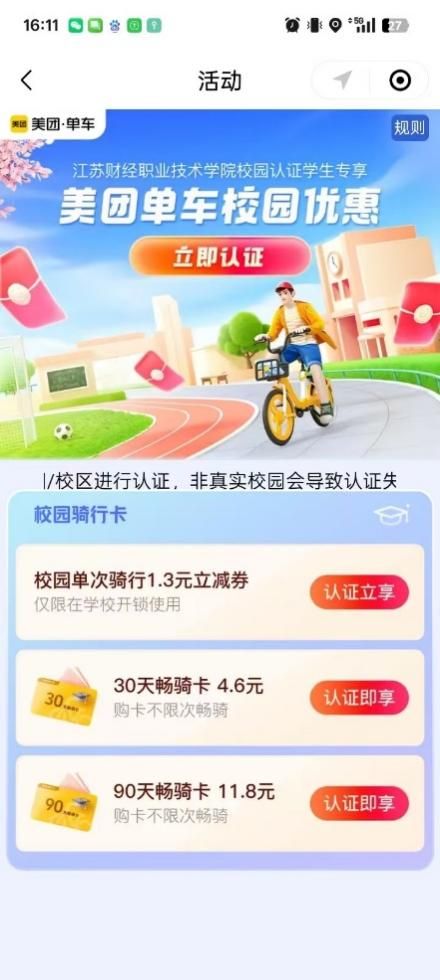 16:11
5G
27
活动
美团 美团·单车
规则
江苏财经职业技术学院校园认证学生专享
美团单车校园优惠
立即认证
/校区进行认证，非真实校园会导致认证失
校园骑行卡
校园单次骑行1.3元立减券
仅限在学校开锁使用
认证立享
30
30天畅骑卡 4.6元
购卡不限次畅骑
认证即享
90
90天畅骑卡 11.8元
购卡不限次畅骑
认证即享